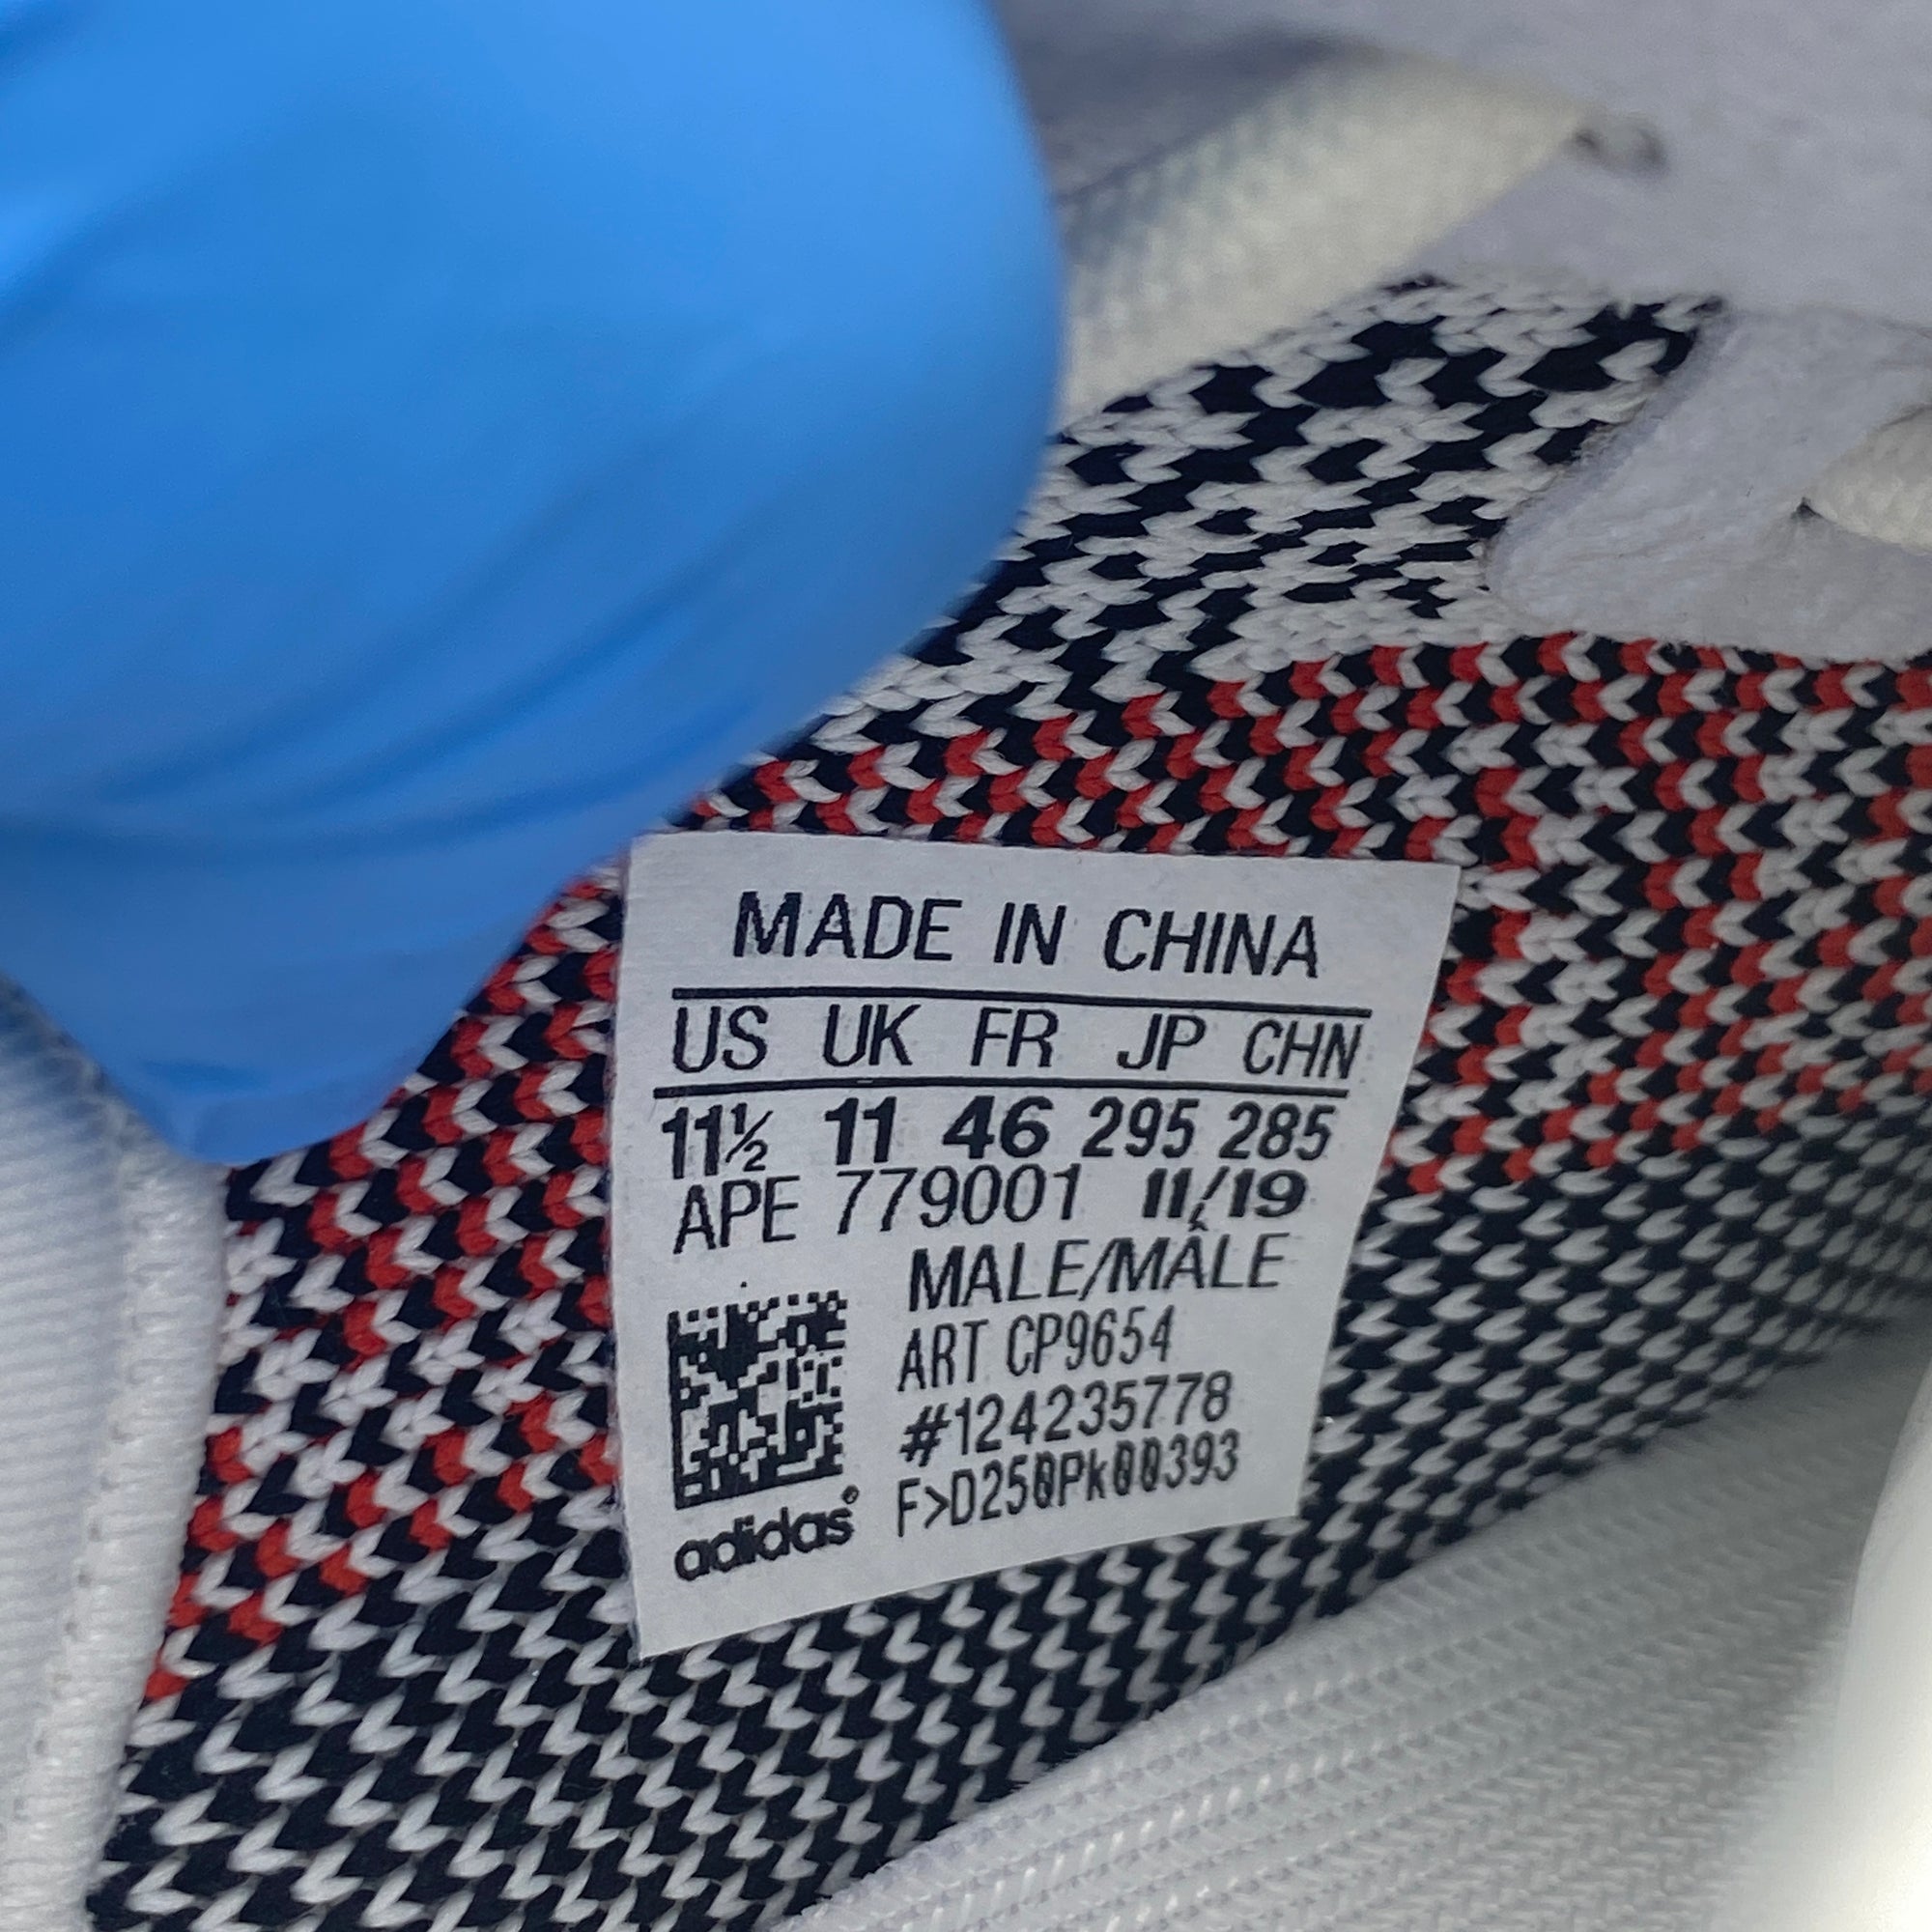 MADE IN CHINA
US UK FR JP CHN
11½ 11 46 295 285
APE 779001 11/19
MALE/MÂLE
ART CP9654
#124235778
F>D250Pk00393
adidas®